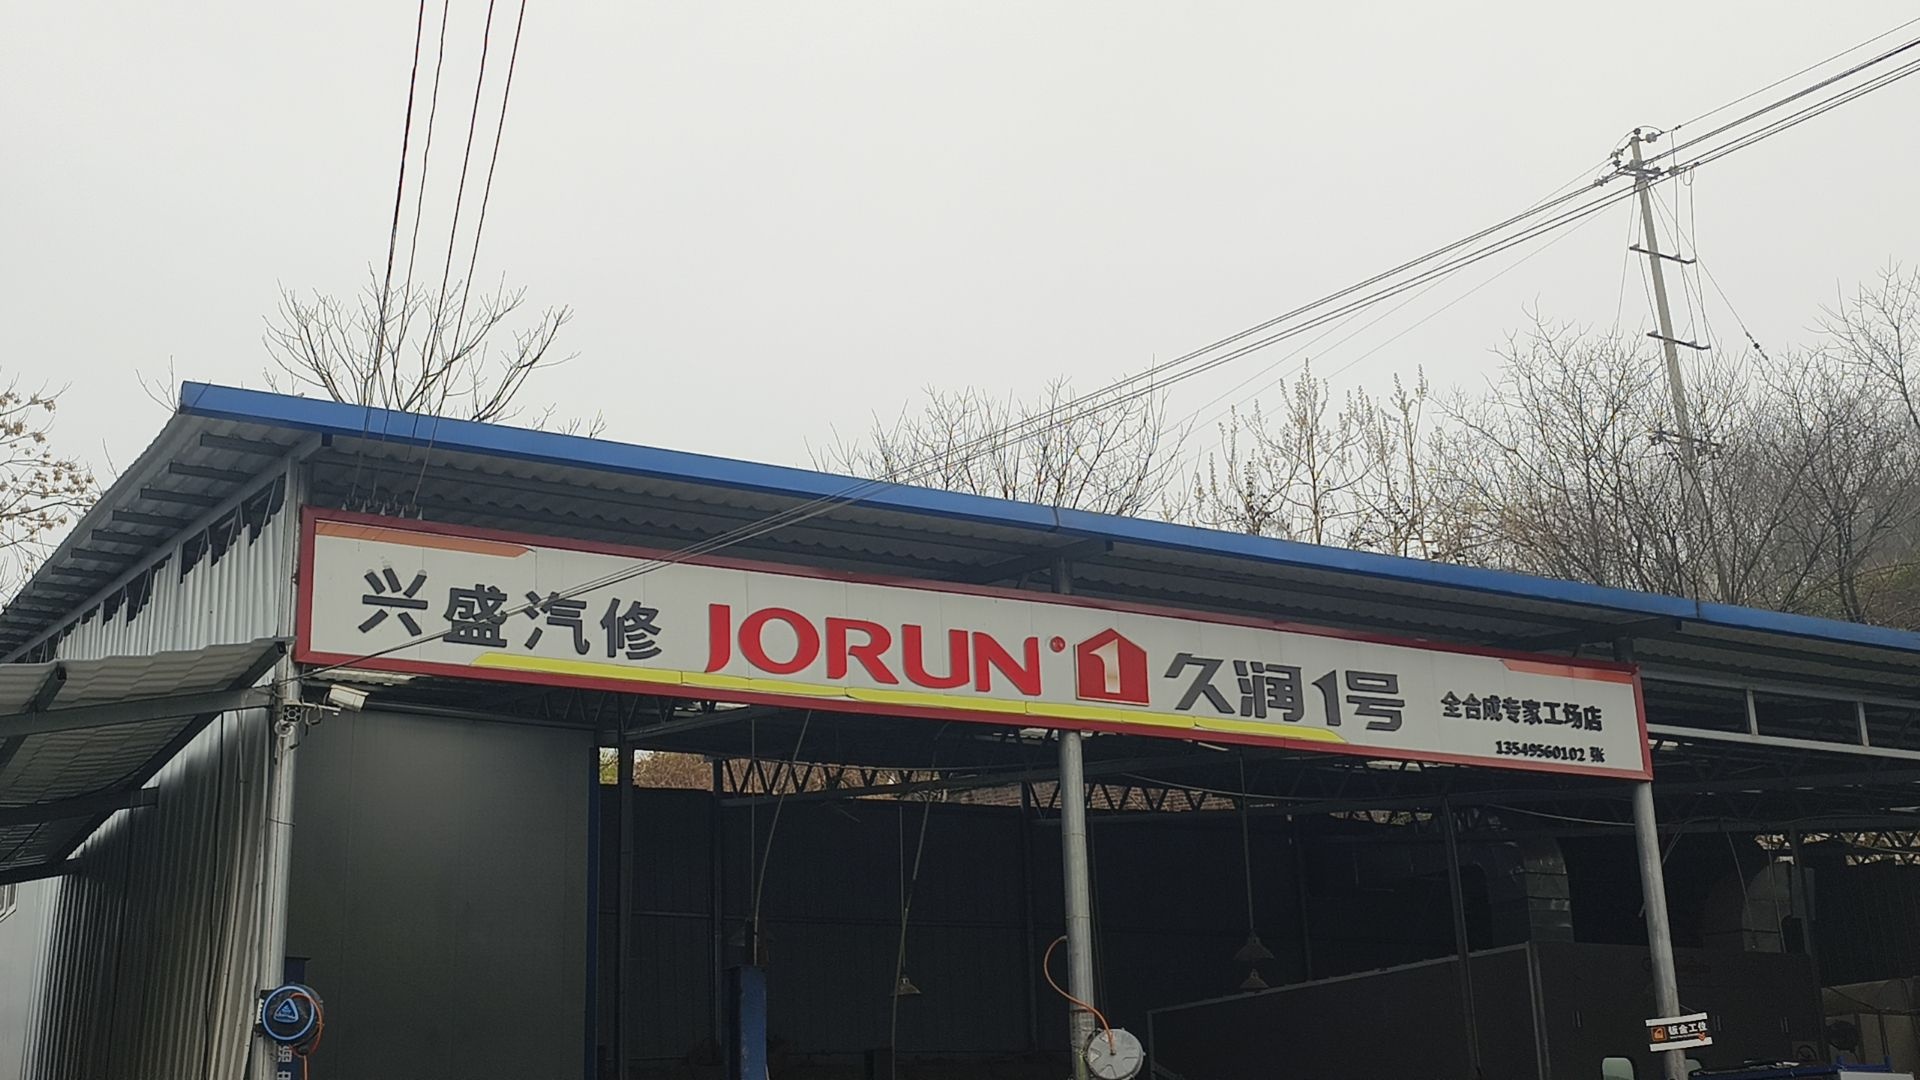 兴盛汽修 JORUN 1 久润1号
全合成专家工场店
13549560102 张
钣金工位